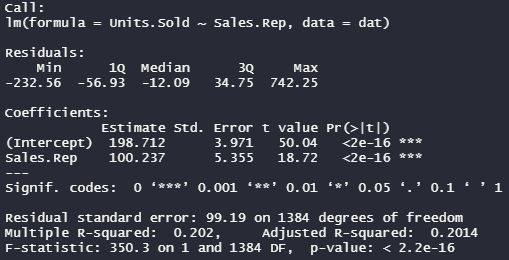 Call:
lm(formula = Units.Sold ~ Sales.Rep, data = dat)
Residuals:
    Min      1Q  Median      3Q     Max
-232.56  -56.93  -12.09   34.75  742.25
Coefficients:
            Estimate Std. Error t value Pr(>|t|)
(Intercept)  198.712      3.971   50.04   <2e-16 ***
Sales.Rep    100.237      5.355   18.72   <2e-16 ***
---
Signif. codes:  0 ‘***’ 0.001 ‘**’ 0.01 ‘*’ 0.05 ‘.’ 0.1 ‘ ’ 1
Residual standard error: 99.19 on 1384 degrees of freedom
Multiple R-squared:  0.202,	Adjusted R-squared:  0.2014
F-statistic: 350.3 on 1 and 1384 DF,  p-value: < 2.2e-16